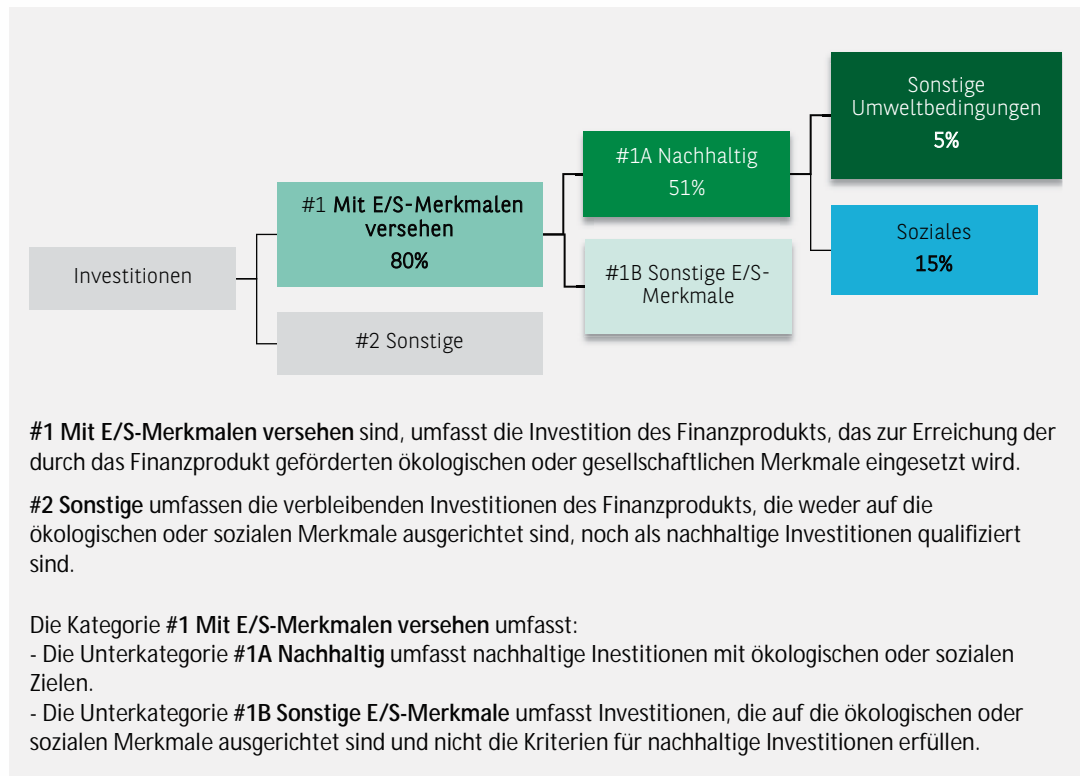 Sonstige
Umweltbedingungen
5%
#1A Nachhaltig
51%
#1 Mit E/S-Merkmalen
versehen
80%
Soziales
15%
Investitionen
#1B Sonstige E/S-
Merkmale
#2 Sonstige
#1 Mit E/S-Merkmalen versehen sind, umfasst die Investition des Finanzprodukts, das zur Erreichung der
durch das Finanzprodukt geförderten ökologischen oder gesellschaftlichen Merkmale eingesetzt wird.
#2 Sonstige umfassen die verbleibenden Investitionen des Finanzprodukts, die weder auf die
ökologischen oder sozialen Merkmale ausgerichtet sind, noch als nachhaltige Investitionen qualifiziert
sind.
Die Kategorie #1 Mit E/S-Merkmalen versehen umfasst:
- Die Unterkategorie #1A Nachhaltig umfasst nachhaltige Inestitionen mit ökologischen oder sozialen
Zielen.
- Die Unterkategorie #1B Sonstige E/S-Merkmale umfasst Investitionen, die auf die ökologischen oder
sozialen Merkmale ausgerichtet sind und nicht die Kriterien für nachhaltige Investitionen erfüllen.